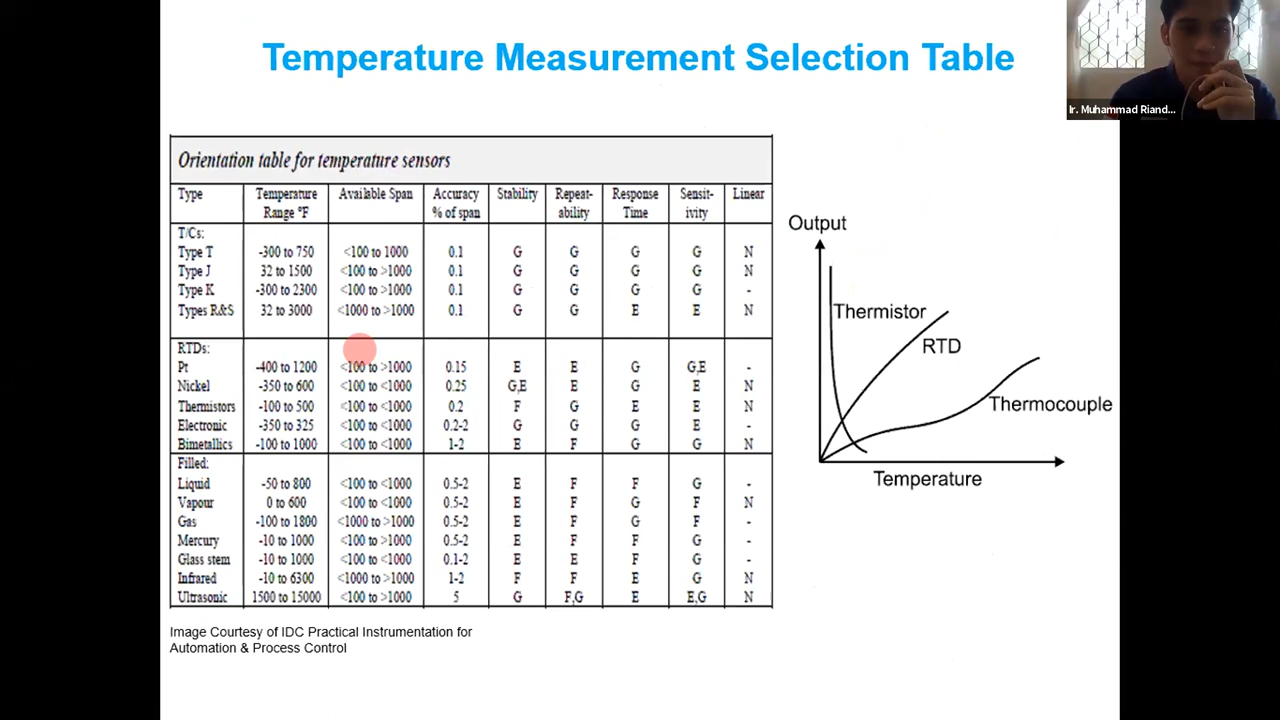 Temperature Measurement Selection Table
Ir. Muhammad Riand...
Orientation table for temperature sensors
Type Temperature Range °F Available Span Accuracy % of span Stability Repeat-ability Response Time Sensit-ivity Linear
T/Cs:
Type T -300 to 750 <100 to 1000 0.1 G G G G N
Type J 32 to 1500 <100 to >1000 0.1 G G G G N
Type K -300 to 2300 <100 to >1000 0.1 G G G G -
Types R&S 32 to 3000 <1000 to >1000 0.1 G G E E N
RTDs:
Pt -400 to 1200 <100 to >1000 0.15 E E G G,E -
Nickel -350 to 600 <100 to <1000 0.25 G,E E G E N
Thermistors -100 to 500 <100 to <1000 0.2 F G E E N
Electronic -350 to 325 <100 to <1000 0.2-2 G G G E -
Bimetallics -100 to 1000 <100 to <1000 1-2 E F G G N
Filled:
Liquid -50 to 800 <100 to <1000 0.5-2 E F F G -
Vapour 0 to 600 <100 to <1000 0.5-2 E F G F N
Gas -100 to 1800 <1000 to >1000 0.5-2 E F G F -
Mercury -10 to 1000 <100 to >1000 0.5-2 E F F G -
Glass stem -10 to 1000 <100 to <1000 0.1-2 E E F G -
Infrared -10 to 6300 <1000 to >1000 1-2 F F E G N
Ultrasonic 1500 to 15000 <100 to >1000 5 G F,G E E,G N
Output
Thermistor
RTD
Thermocouple
Temperature
Image Courtesy of IDC Practical Instrumentation for
Automation & Process Control